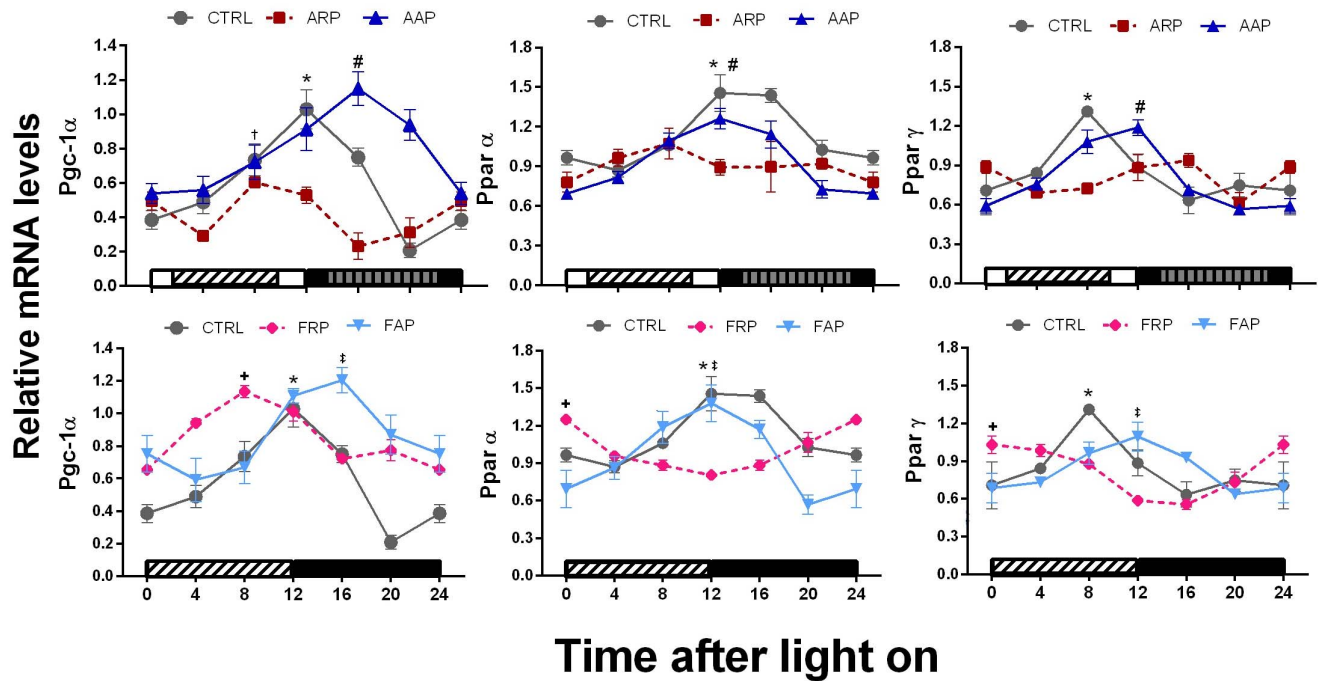 Relative mRNA levels
CTRL ARP AAP
Pgc-1α
1.4
1.2
1.0
0.8
0.6
0.4
0.2
0.0
† * #
CTRL ARP AAP
Ppar α
1.8
1.5
1.2
0.9
0.6
0.3
0.0
* #
CTRL ARP AAP
Ppar γ
1.8
1.5
1.2
0.9
0.6
0.3
0.0
* #
CTRL FRP FAP
Pgc-1α
1.4
1.2
1.0
0.8
0.6
0.4
0.2
0.0
+ * ‡
0 4 8 12 16 20 24
CTRL FRP FAP
Ppar α
1.8
1.5
1.2
0.9
0.6
0.3
0.0
+ * ‡
0 4 8 12 16 20 24
CTRL FRP FAP
Ppar γ
1.8
1.5
1.2
0.9
0.6
0.3
0.0
+ * ‡
0 4 8 12 16 20 24
Time after light on